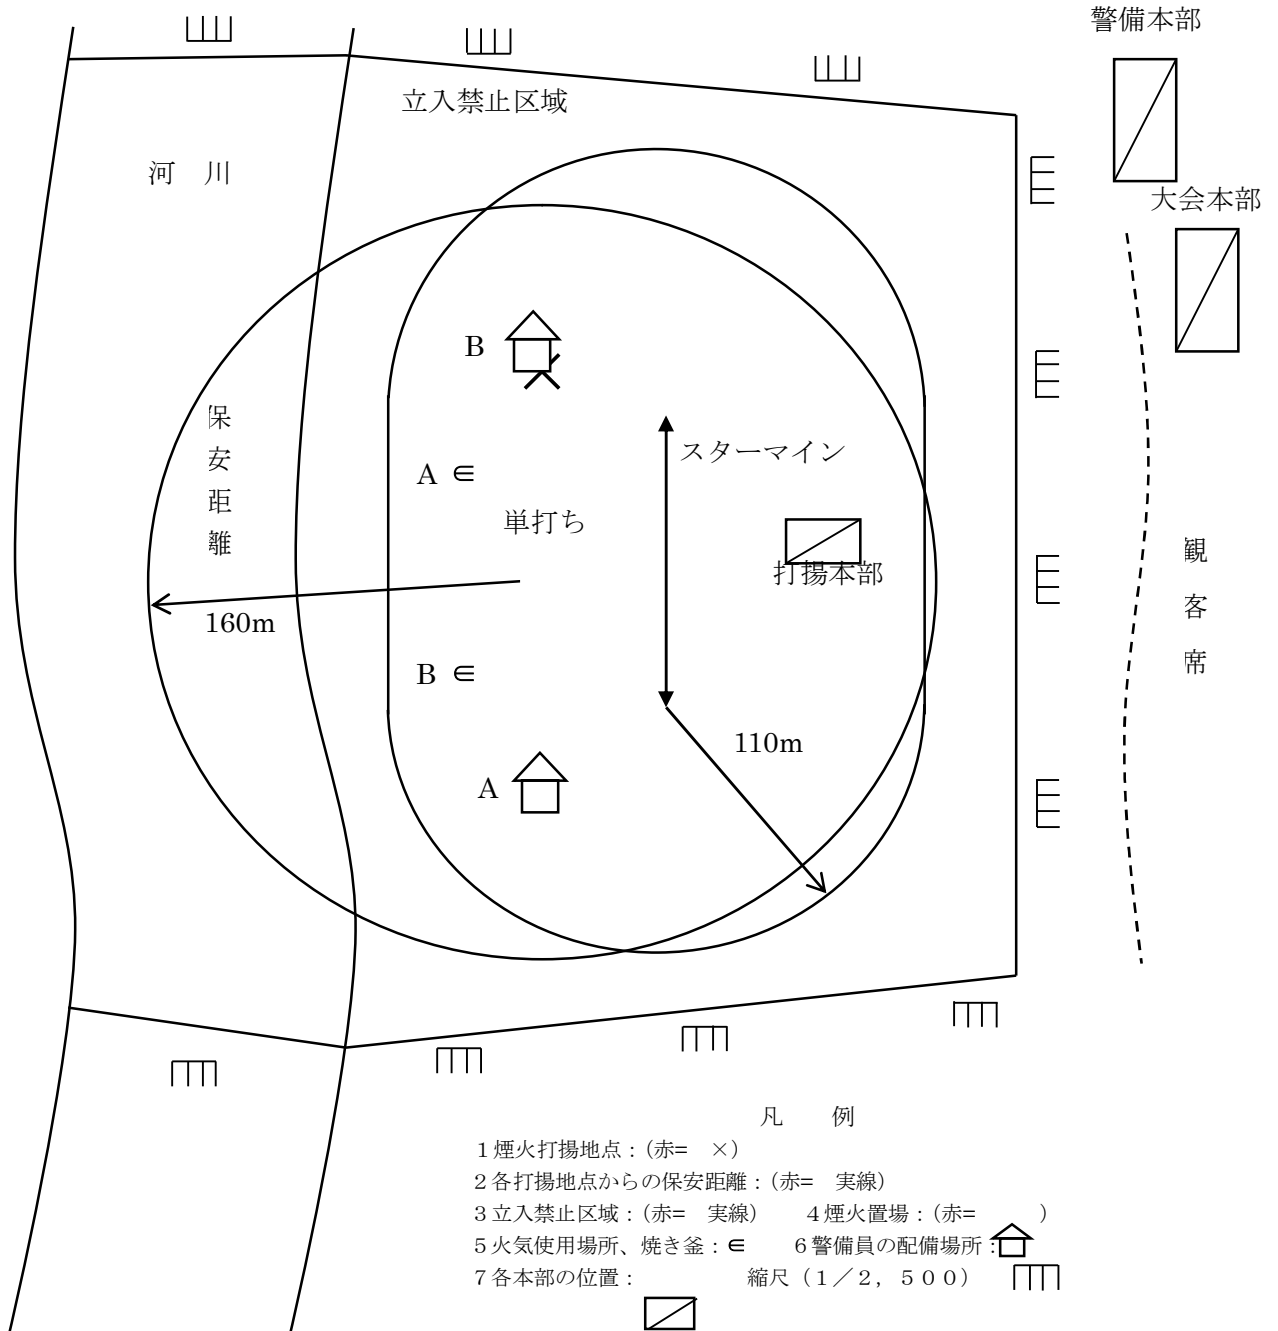 警備本部
立入禁止区域
河　川
大会本部
B
保安距離
スターマイン
A ∈
単打ち
打揚本部
観客席
160m
B ∈
110m
A
凡　　例
１煙火打揚地点：（赤=　×）
２各打揚地点からの保安距離：（赤=　実線）
３立入禁止区域：（赤=　実線）　　４煙火置場：（赤=　　　）
５火気使用場所、焼き釜：∈　　６警備員の配備場所：
７各本部の位置：　　　　　縮尺（１／２，５００）